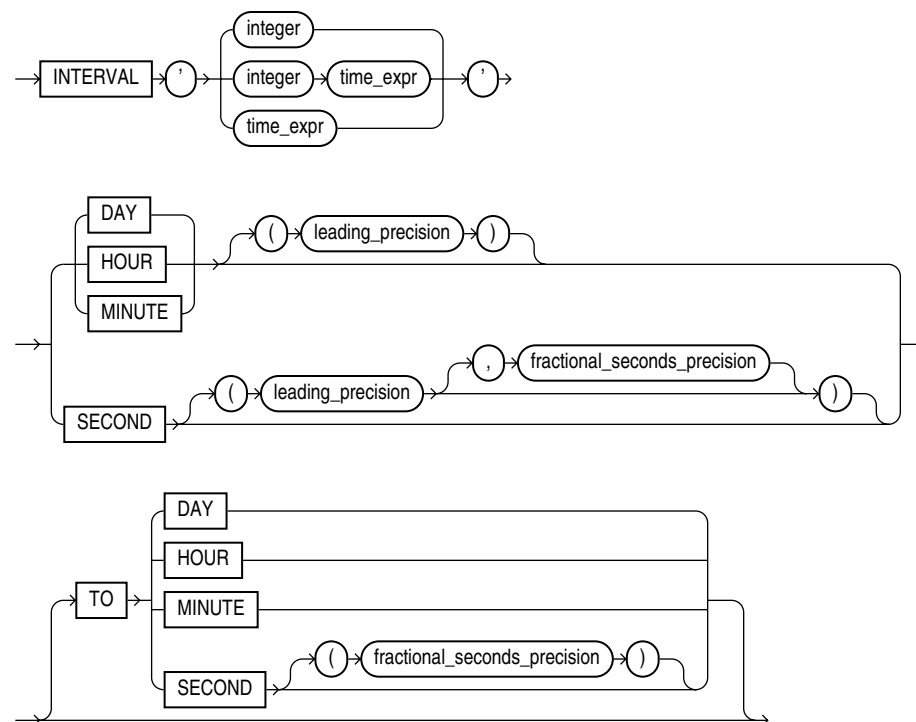 integer
INTERVAL ' integer time_expr '
time_expr
DAY ( leading_precision )
HOUR
MINUTE
SECOND ( leading_precision , fractional_seconds_precision )
TO DAY
HOUR
MINUTE
SECOND ( fractional_seconds_precision )